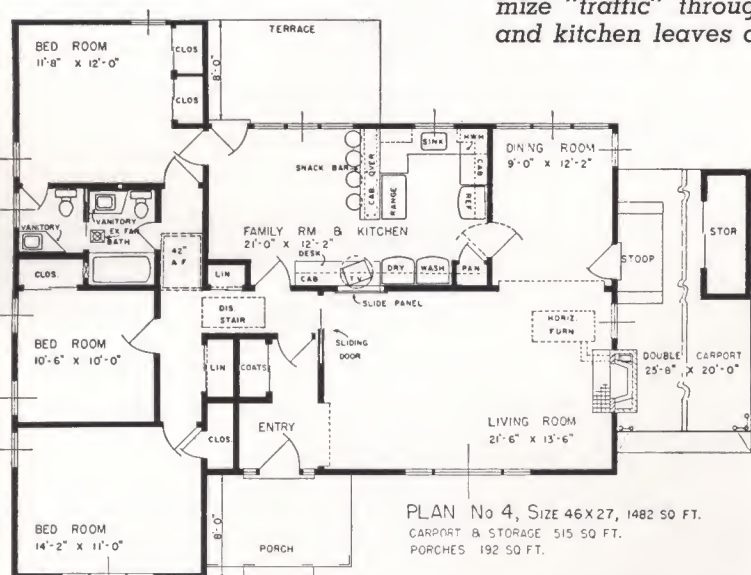 mize "traffic" throug
and kitchen leaves a
BED ROOM
11'-8" X 12'-0"
CLOS
CLOS
8'-0"
TERRACE
SNACK BAR
CAB. OVER
SINK
HWH
CAB
RANGE
REF.
DINING ROOM
9'-0" X 12'-2"
VANITORY
VANITORY
EX FAN
BATH
42"
A F
FAMILY RM & KITCHEN
21'-0" X 12'-2"
DESK
CAB
T V
DRY
WASH
PAN
STOOP
STOR
CLOS.
LIN
SLIDE PANEL
DIS.
STAIR
BED ROOM
10'-6" X 10'-0"
SLIDING
DOOR
HORIZ
FURN
DOUBLE CARPORT
25'-8" X 20'-0"
LIN
COATS
CLOS.
ENTRY
LIVING ROOM
21'-6" X 13'-6"
BED ROOM
14'-2" X 11'-0"
8'-0"
PORCH
PLAN No 4, SIZE 46X27, 1482 SQ FT.
CARPORT & STORAGE 515 SQ FT.
PORCHES 192 SQ FT.